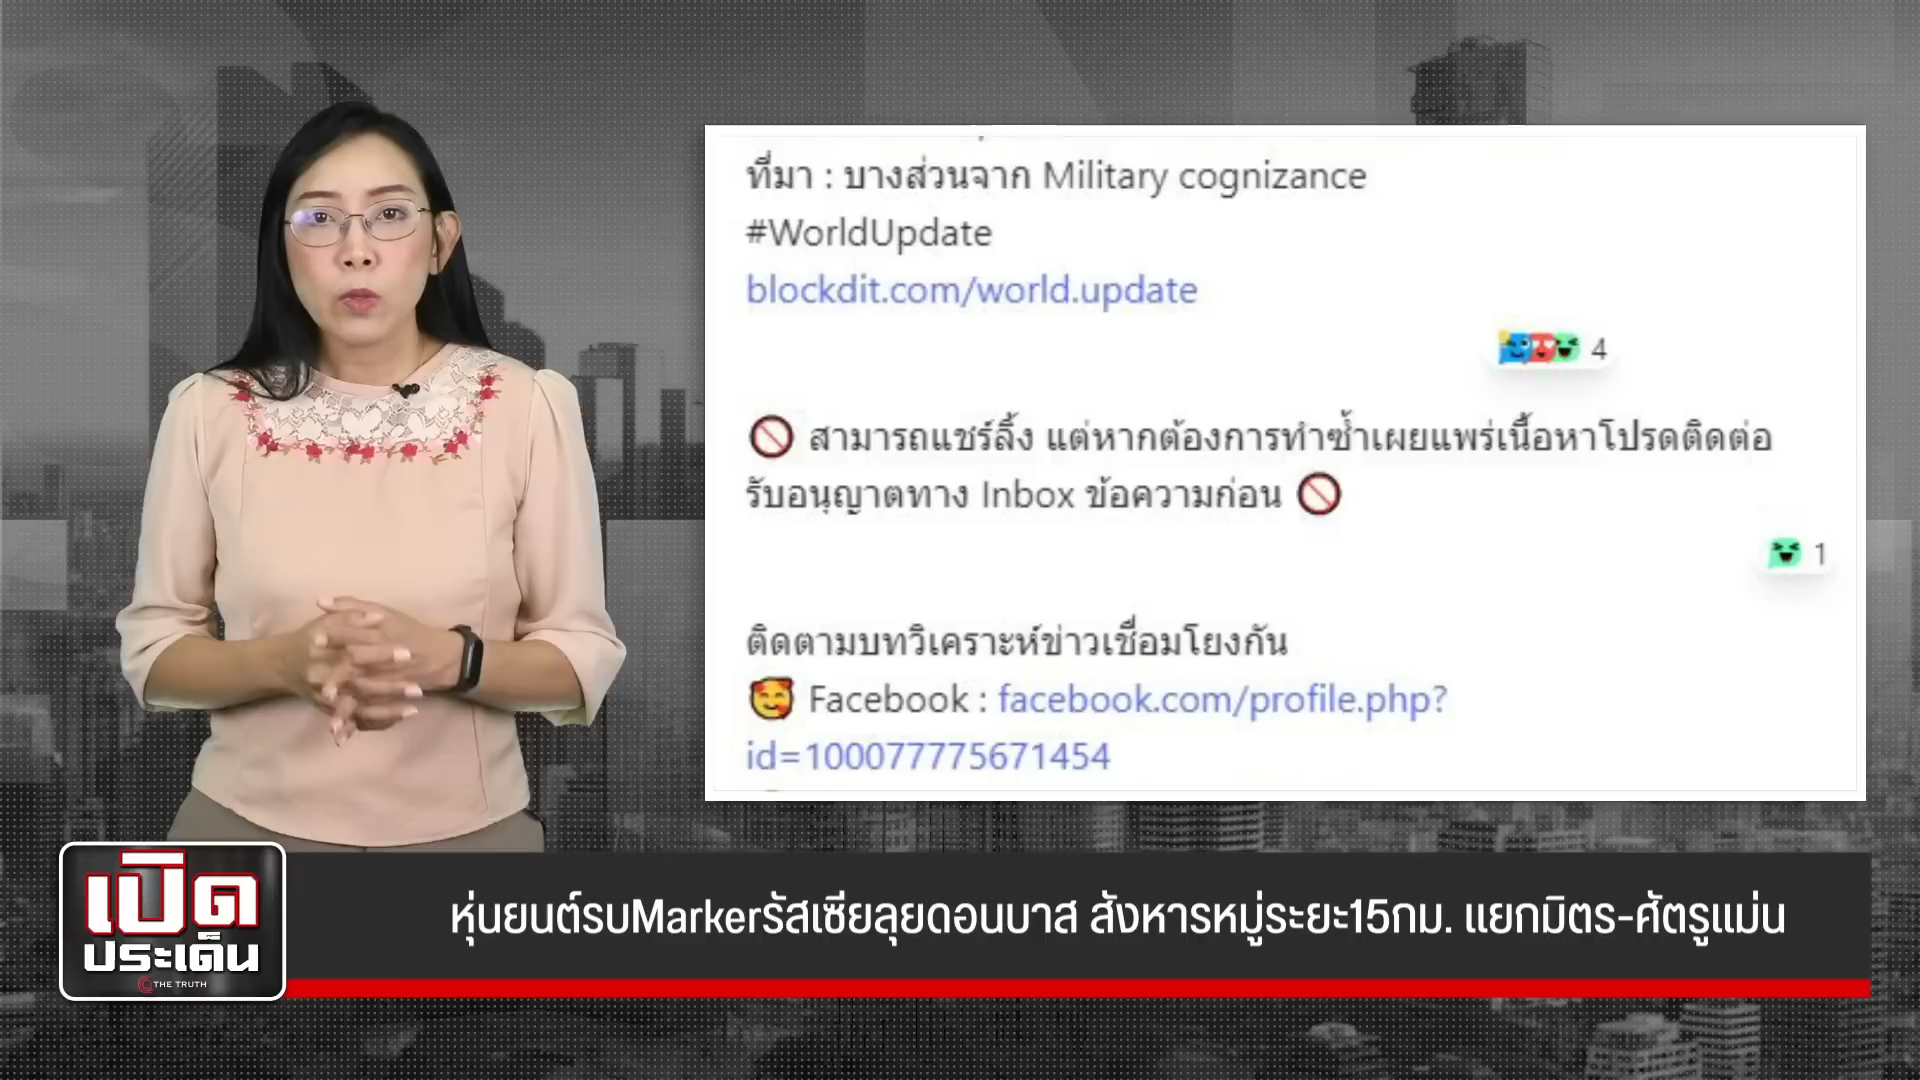 ที่มา : บางส่วนจาก Military cognizance
#WorldUpdate
blockdit.com/world.update
4
🚫 สามารถแชร์ลิ้ง แต่หากต้องการทำซ้ำเผยแพร่เนื้อหาโปรดติดต่อ
รับอนุญาตทาง Inbox ข้อความก่อน 🚫
1
ติดตามบทวิเคราะห์ข่าวเชื่อมโยงกัน
🥰 Facebook : facebook.com/profile.php?
id=100077775671454
เปิด
ประเด็น
THE TRUTH
หุ่นยนต์รบMarkerรัสเซียลุยดอนบาส สังหารหมู่ระยะ15กม. แยกมิตร-ศัตรูแม่น